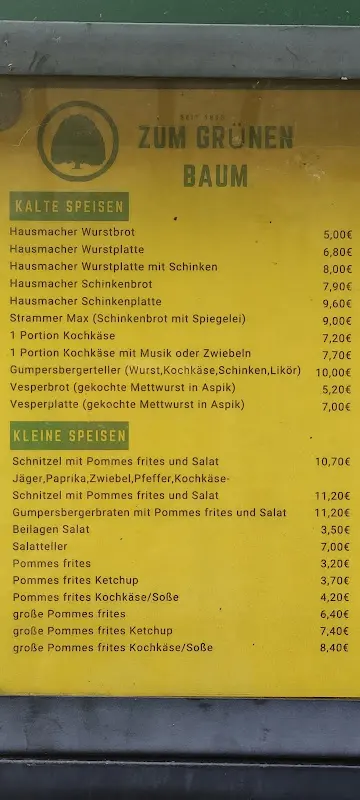 ZUM GRÜNEN
BAUM
KALTE SPEISEN
Hausmacher Wurstbrot 5,00€
Hausmacher Wurstplatte 6,80€
Hausmacher Wurstplatte mit Schinken 8,00€
Hausmacher Schinkenbrot 7,90€
Hausmacher Schinkenplatte 9,60€
Strammer Max (Schinkenbrot mit Spiegelei) 9,00€
1 Portion Kochkäse 7,20€
1 Portion Kochkäse mit Musik oder Zwiebeln 7,70€
Gumpersbergerteller (Wurst,Kochkäse,Schinken,Likör) 10,00€
Vesperbrot (gekochte Mettwurst in Aspik) 5,20€
Vesperplatte (gekochte Mettwurst in Aspik) 7,00€
KLEINE SPEISEN
Schnitzel mit Pommes frites und Salat 10,70€
Jäger,Paprika,Zwiebel,Pfeffer,Kochkäse-
Schnitzel mit Pommes frites und Salat 11,20€
Gumpersbergerbraten mit Pommes frites und Salat 11,20€
Beilagen Salat 3,50€
Salatteller 7,00€
Pommes frites 3,20€
Pommes frites Ketchup 3,70€
Pommes frites Kochkäse/Soße 4,20€
große Pommes frites 6,40€
große Pommes frites Ketchup 7,40€
große Pommes frites Kochkäse/Soße 8,40€